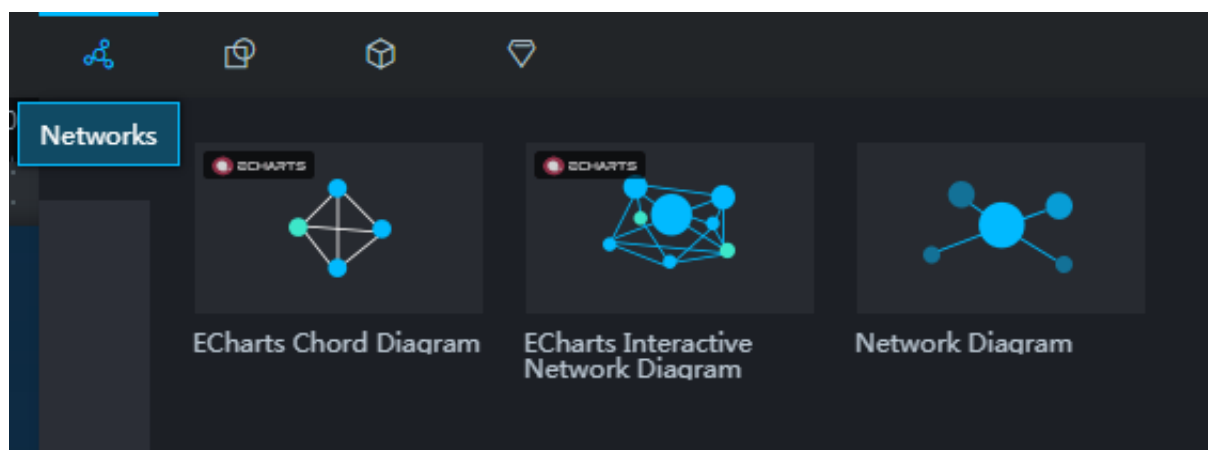 Networks
ECHARTS
ECHARTS
ECharts Chord Diagram
ECharts Interactive
Network Diagram
Network Diagram